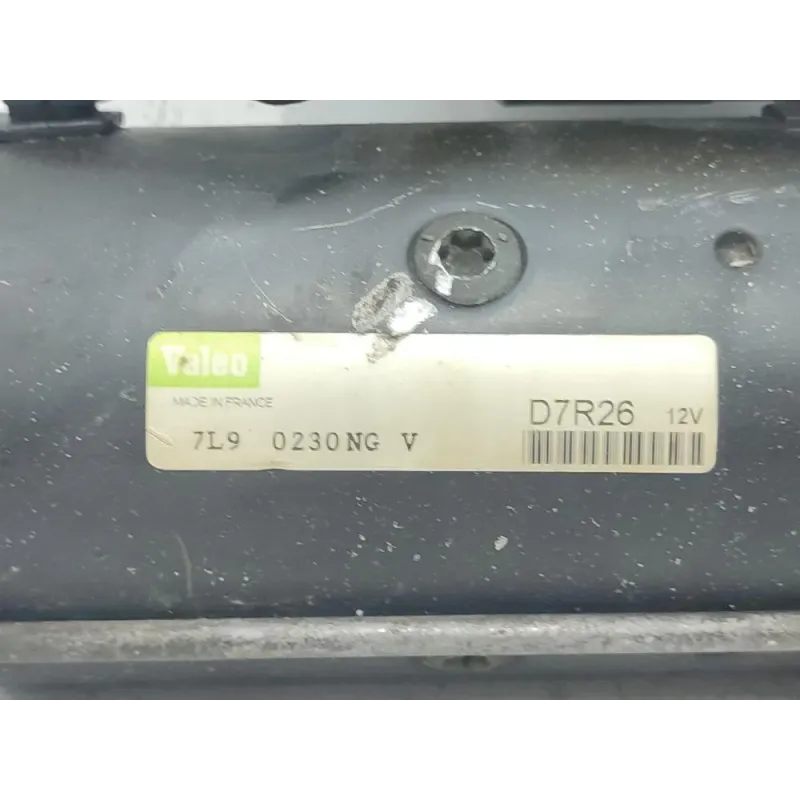 Valeo
MADE IN FRANCE
D7R26 12V
7L9 0230NG V